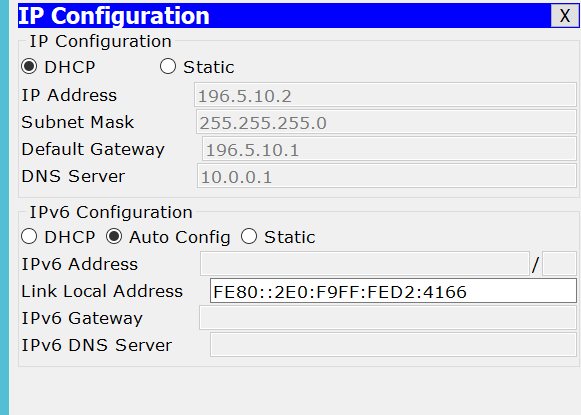 IP Configuration X
IP Configuration
DHCP Static
IP Address 196.5.10.2
Subnet Mask 255.255.255.0
Default Gateway 196.5.10.1
DNS Server 10.0.0.1
IPv6 Configuration
DHCP Auto Config Static
IPv6 Address /
Link Local Address FE80::2E0:F9FF:FED2:4166
IPv6 Gateway
IPv6 DNS Server